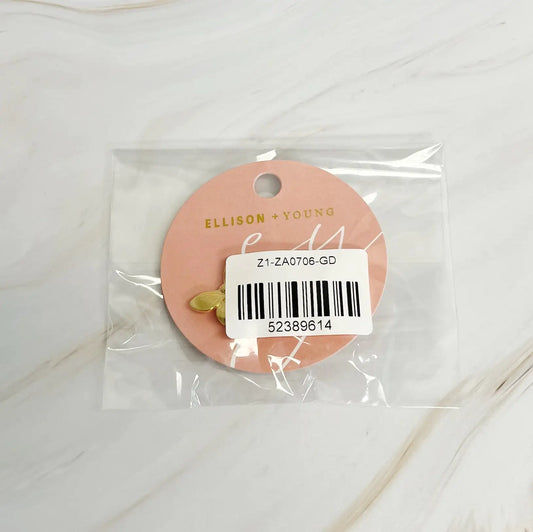 ELLISON + YOUNG
Z1-ZA0706-GD
52389614